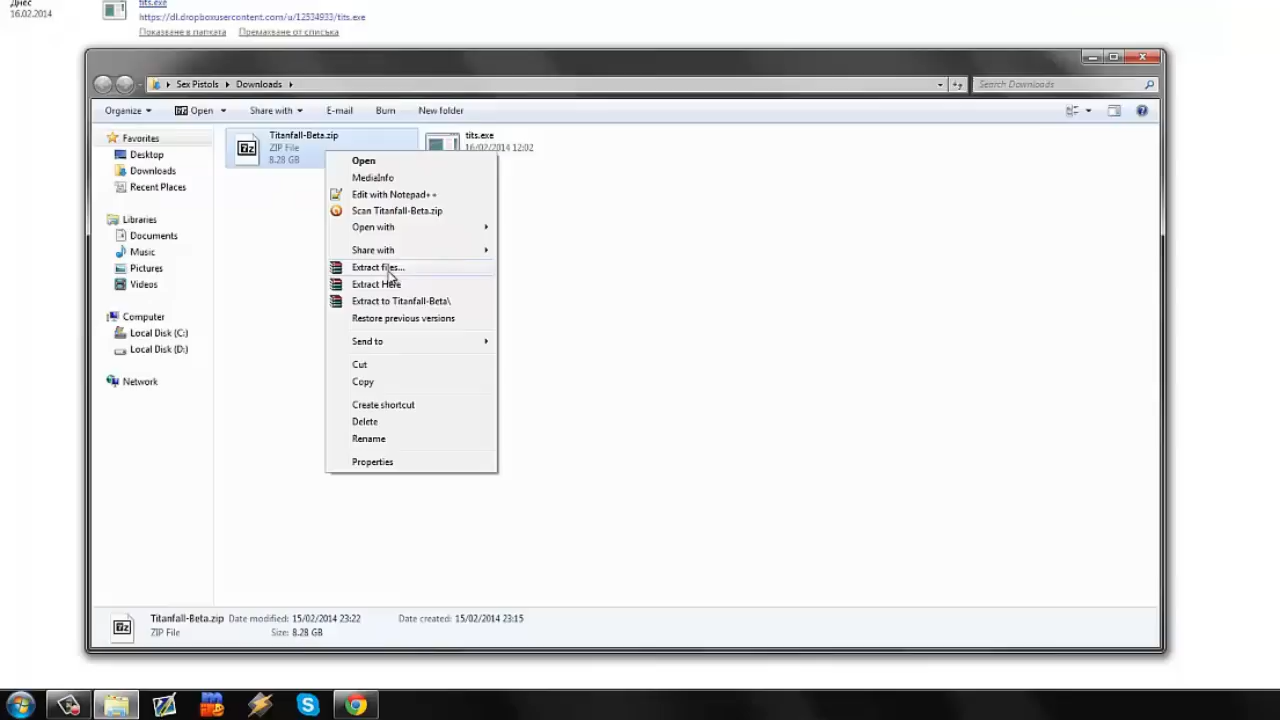 Днес
16.02.2014
tits.exe
https://dl.dropboxusercontent.com/u/12534933/tits.exe
Показване в папката Премахване от списъка
Sex Pistols Downloads
Search Downloads
Organize Open Share with E-mail Burn New folder
Favorites
Desktop
Downloads
Recent Places
Libraries
Documents
Music
Pictures
Videos
Computer
Local Disk (C:)
Local Disk (D:)
Network
Titanfall-Beta.zip
ZIP File
8.28 GB
tits.exe
16/02/2014 12:02
Open
MediaInfo
Edit with Notepad++
Scan Titanfall-Beta.zip
Open with
Share with
Extract files...
Extract Here
Extract to Titanfall-Beta\
Restore previous versions
Send to
Cut
Copy
Create shortcut
Delete
Rename
Properties
Titanfall-Beta.zip Date modified: 15/02/2014 23:22 Date created: 15/02/2014 23:15
ZIP File Size: 8.28 GB